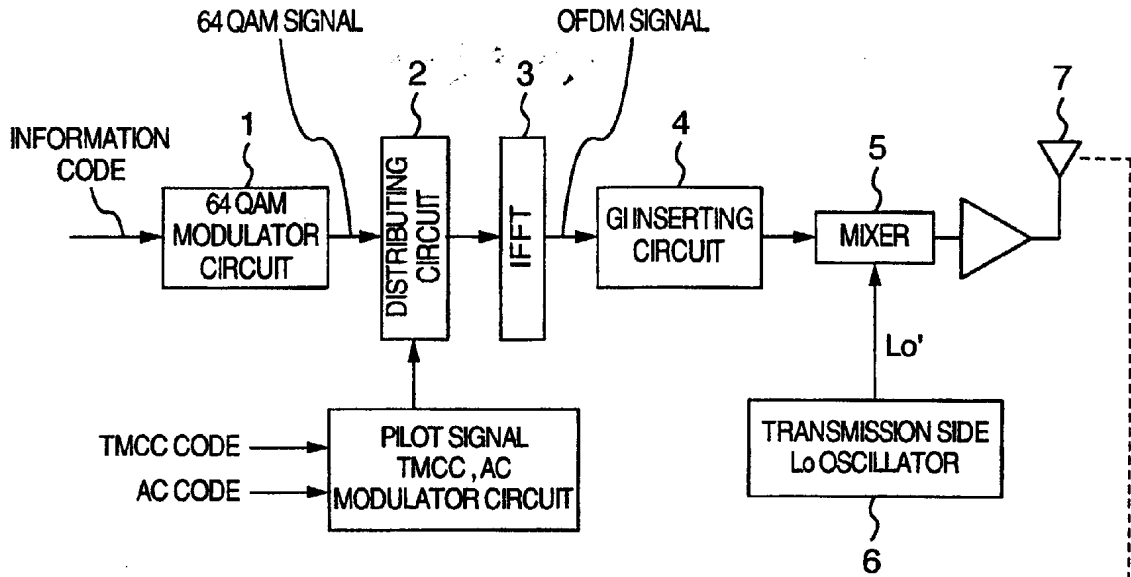 64 QAM SIGNAL
OFDM SIGNAL
2
3
7
INFORMATION
CODE
1
4
5
64 QAM
MODULATOR
CIRCUIT
DISTRIBUTING
CIRCUIT
IFFT
GI INSERTING
CIRCUIT
MIXER
Lo'
TMCC CODE
AC CODE
PILOT SIGNAL
TMCC, AC
MODULATOR CIRCUIT
TRANSMISSION SIDE
Lo OSCILLATOR
6